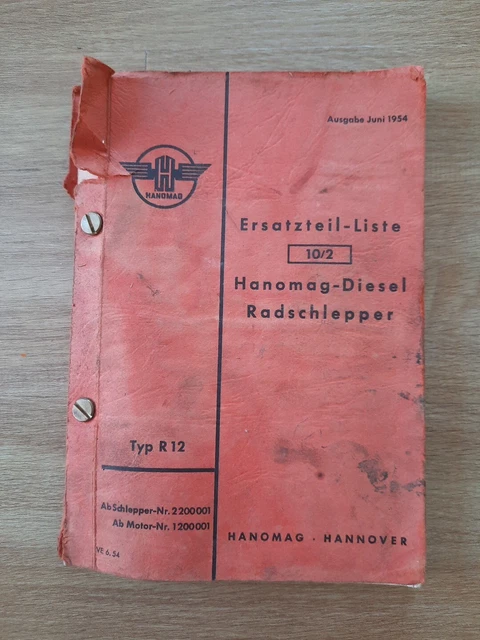 Ausgabe Juni 1954
H
HANOMAG
Ersatzteil-Liste
10/2
Hanomag-Diesel
Radschlepper
Typ R 12
Ab Schlepper-Nr. 2200001
Ab Motor-Nr. 1200001
HANOMAG · HANNOVER
VE 6. 54